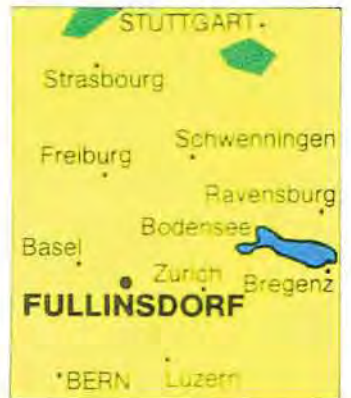 STUTTGART
Strasbourg
Schwenningen
Freiburg
Ravensburg
Bodensee
Basel
Zurich
Bregenz
FULLINSDORF
BERN Luzern